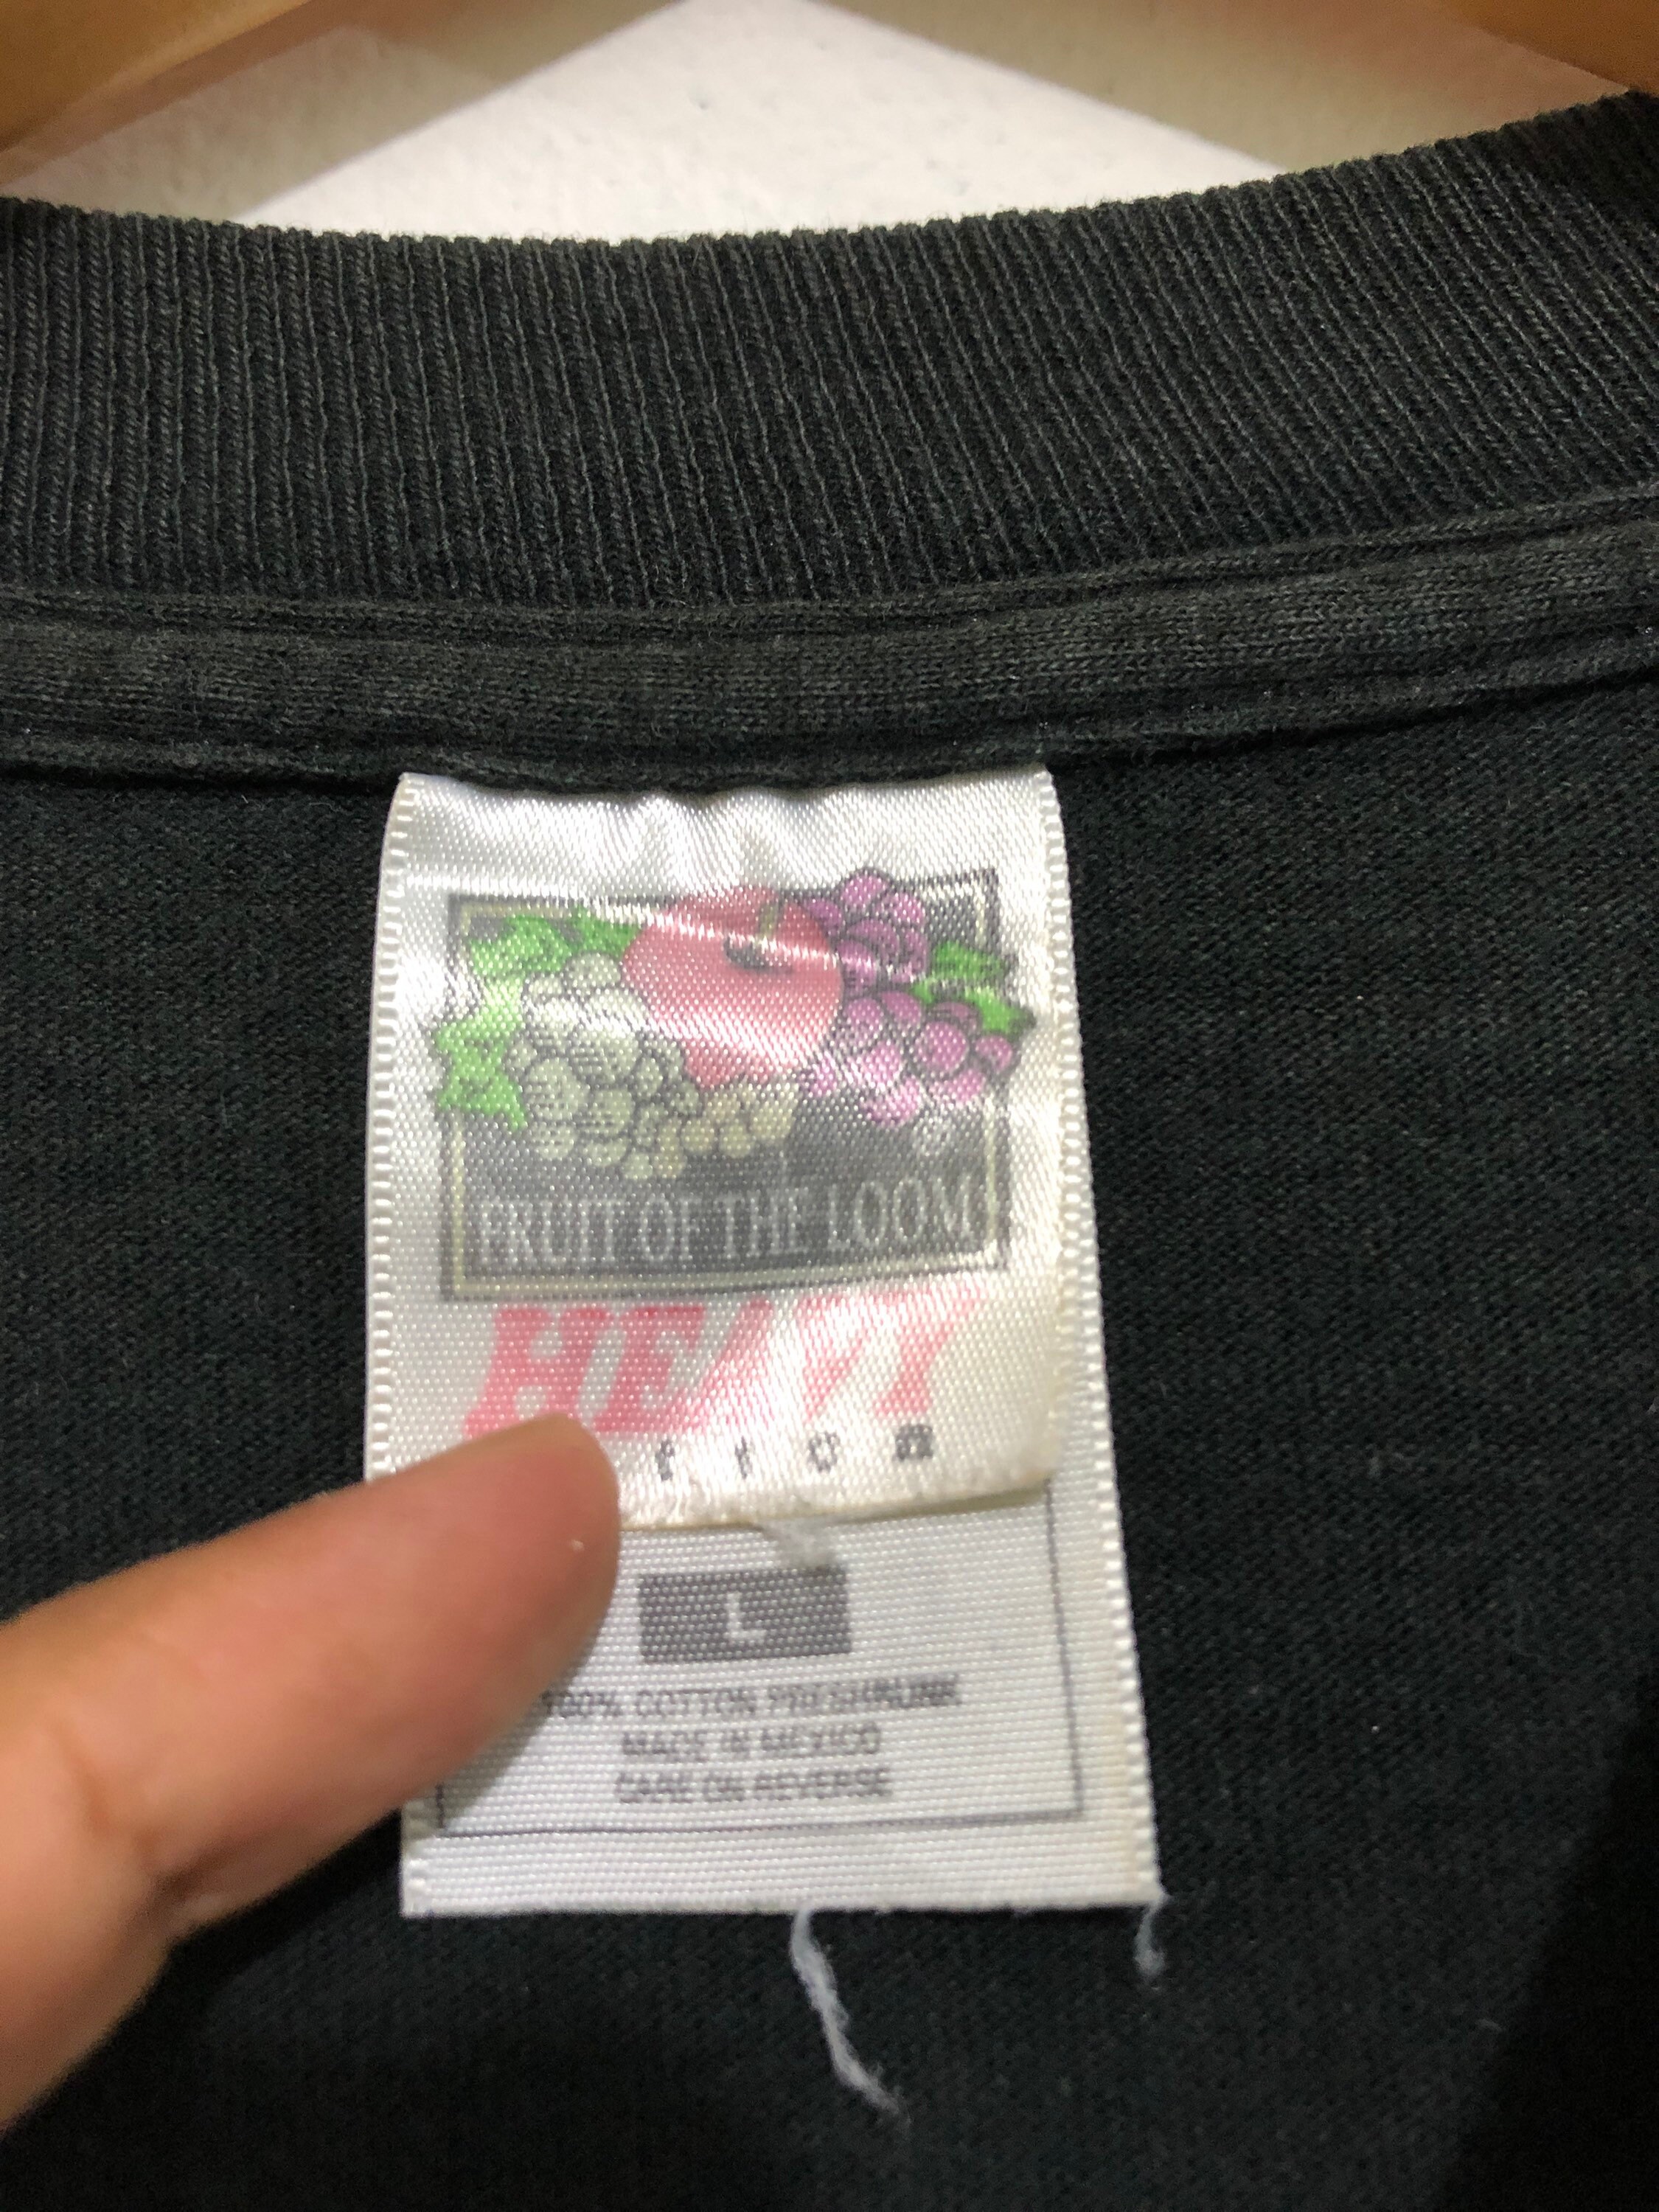 FRUIT OF THE LOOM
HEAVY
L
100% COTTON PRESHRUNK
MADE IN MEXICO
CARE ON REVERSE